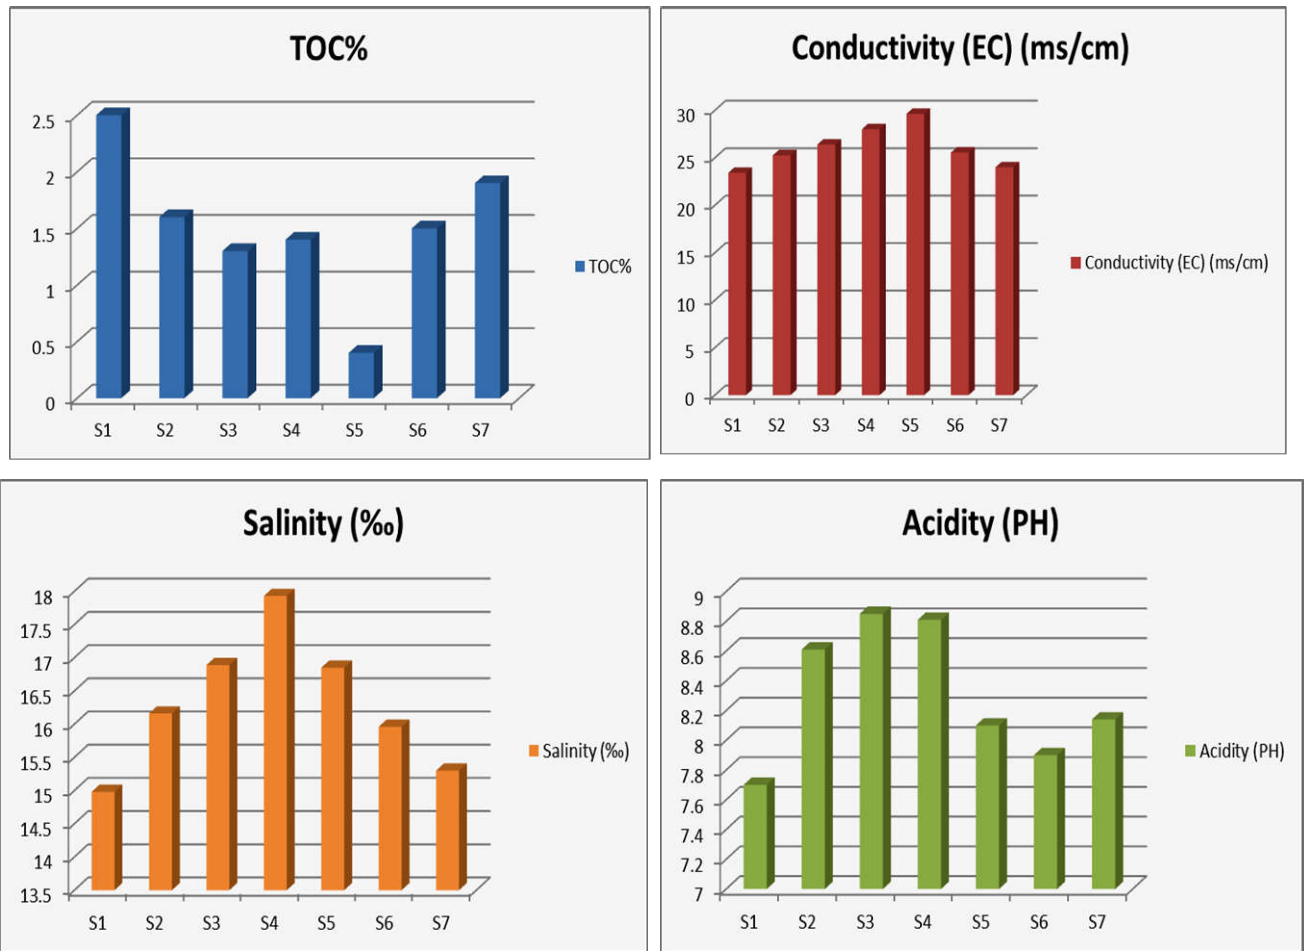 TOC%
2.5
2
1.5
1
0.5
0
S1 S2 S3 S4 S5 S6 S7
TOC%
Conductivity (EC) (ms/cm)
30
25
20
15
10
5
0
S1 S2 S3 S4 S5 S6 S7
Conductivity (EC) (ms/cm)
Salinity (‰)
18
17.5
17
16.5
16
15.5
15
14.5
14
13.5
S1 S2 S3 S4 S5 S6 S7
Salinity (‰)
Acidity (PH)
9
8.8
8.6
8.4
8.2
8
7.8
7.6
7.4
7.2
7
S1 S2 S3 S4 S5 S6 S7
Acidity (PH)